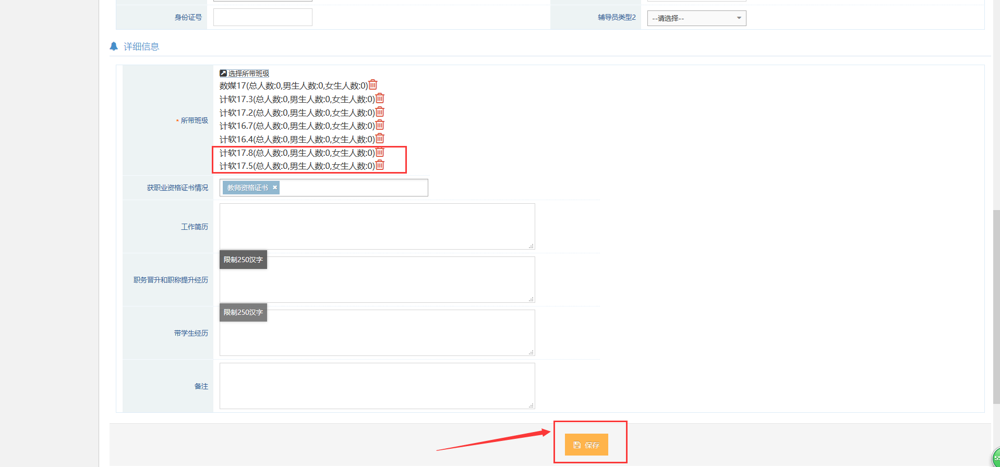 身份证号
辅导员类型2 --请选择--
详细信息
选择所带班级
数媒17(总人数:0,男生人数:0,女生人数:0)
计软17.3(总人数:0,男生人数:0,女生人数:0)
计软17.2(总人数:0,男生人数:0,女生人数:0)
* 所带班级
计软16.7(总人数:0,男生人数:0,女生人数:0)
计软16.4(总人数:0,男生人数:0,女生人数:0)
计软17.8(总人数:0,男生人数:0,女生人数:0)
计软17.5(总人数:0,男生人数:0,女生人数:0)
获职业资格证书情况 教师资格证书 ×
工作简历
限制250汉字
职务晋升和职称提升经历
限制250汉字
带学生经历
备注
保存